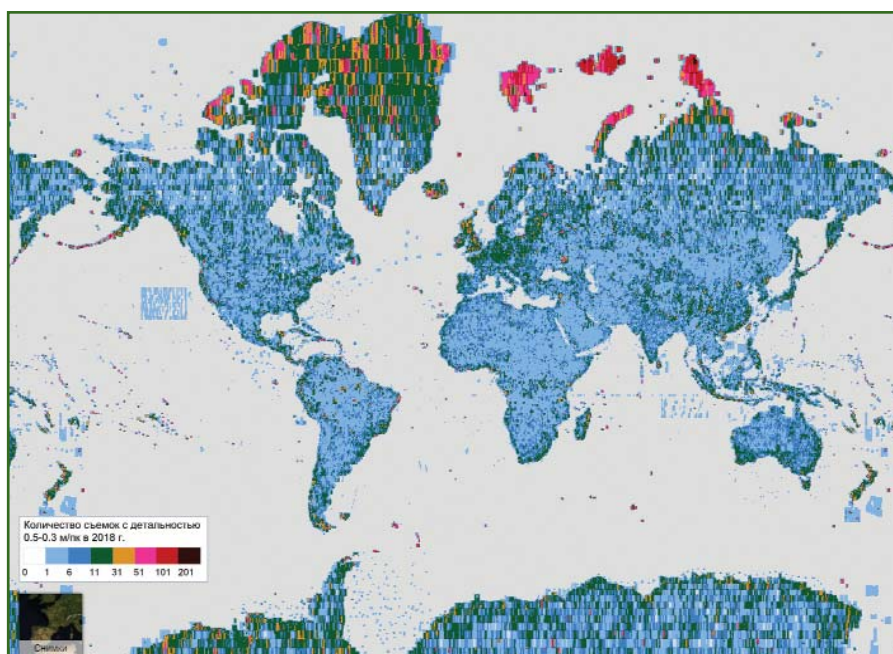 Количество съемок с детальностью
0.5-0.3 м/пк в 2018 г.
0 1 6 11 31 51 101 201
Снимки